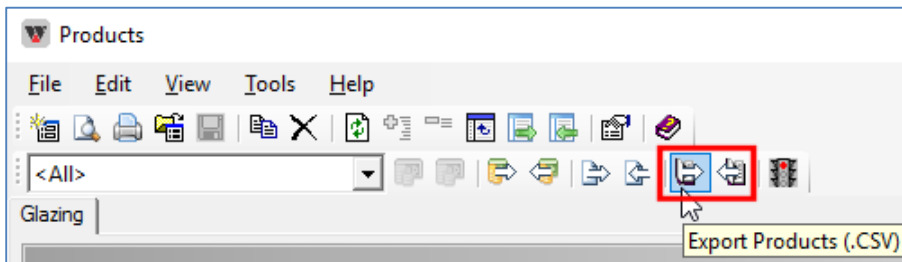 Products
File Edit View Tools Help
<All>
Glazing
Export Products (.CSV)